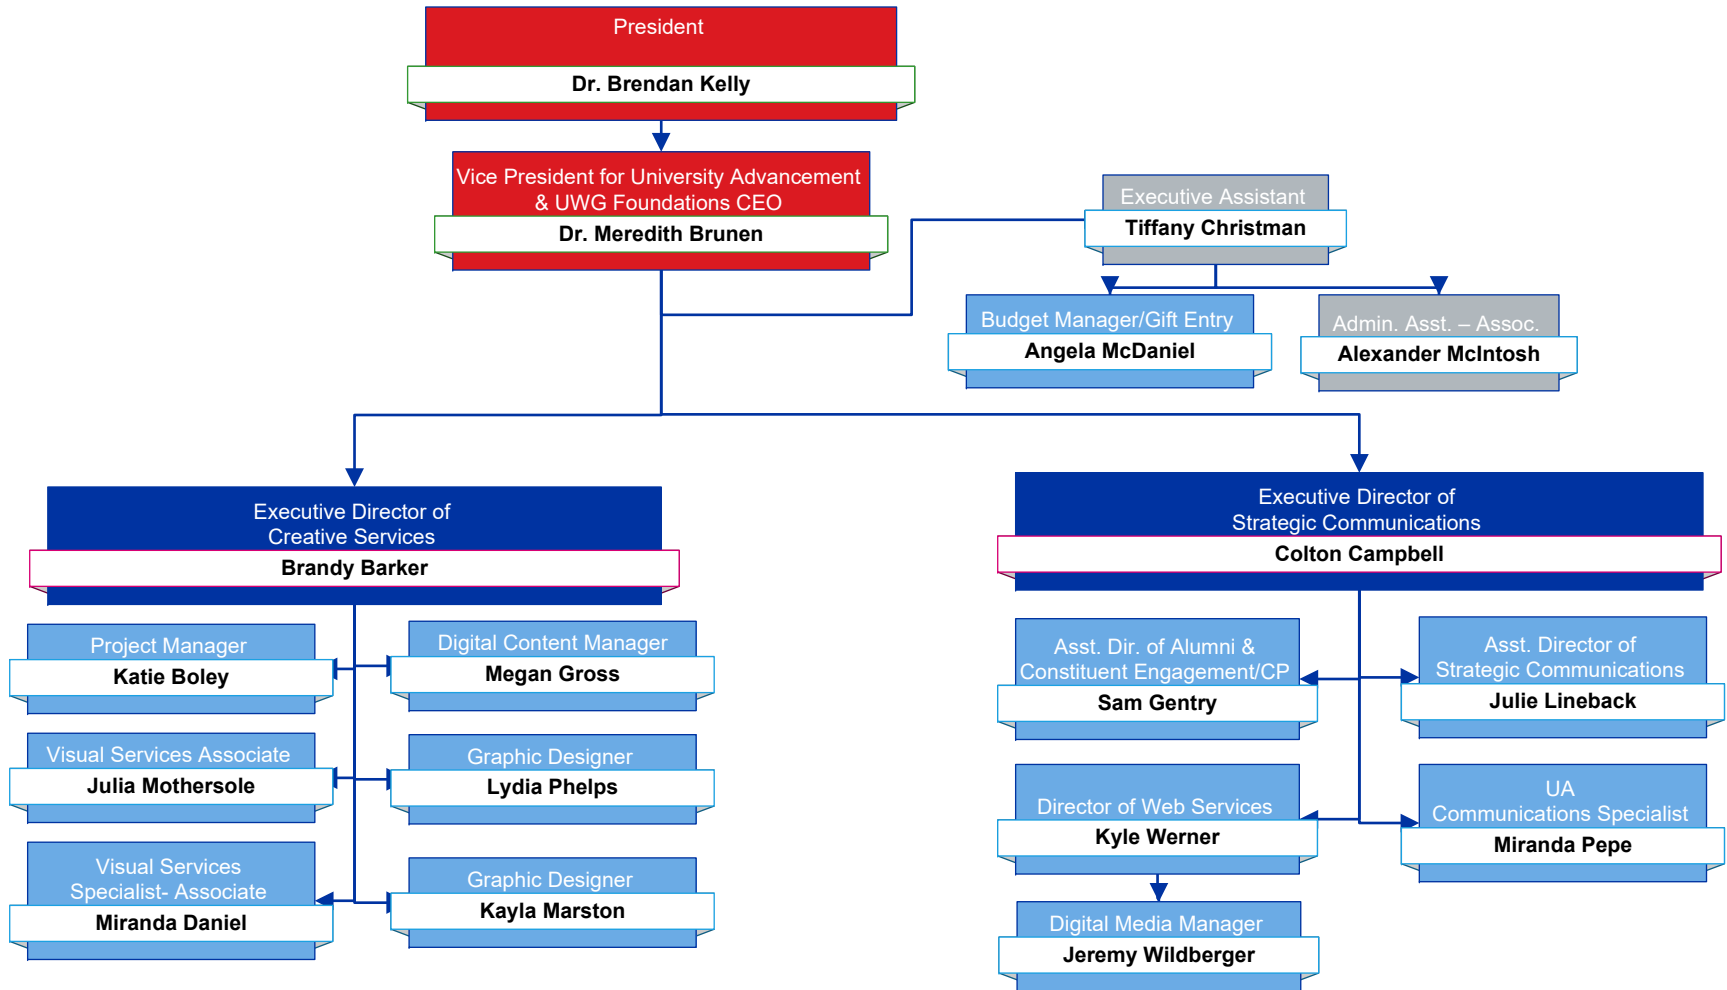 President
Dr. Brendan Kelly
Vice President for University Advancement
& UWG Foundations CEO
Dr. Meredith Brunen
Executive Assistant
Tiffany Christman
Budget Manager/Gift Entry
Angela McDaniel
Admin. Asst. – Assoc.
Alexander McIntosh
Executive Director of
Creative Services
Brandy Barker
Project Manager
Katie Boley
Digital Content Manager
Megan Gross
Visual Services Associate
Julia Mothersole
Graphic Designer
Lydia Phelps
Visual Services
Specialist- Associate
Miranda Daniel
Graphic Designer
Kayla Marston
Executive Director of
Strategic Communications
Colton Campbell
Asst. Dir. of Alumni &
Constituent Engagement/CP
Sam Gentry
Asst. Director of
Strategic Communications
Julie Lineback
Director of Web Services
Kyle Werner
UA
Communications Specialist
Miranda Pepe
Digital Media Manager
Jeremy Wildberger